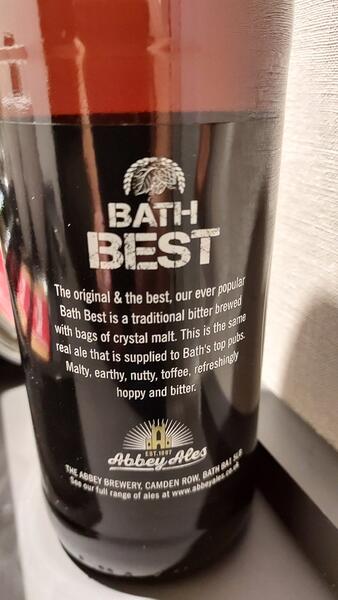 BATH
BEST
The original & the best, our ever popular
Bath Best is a traditional bitter brewed
with bags of crystal malt. This is the same
real ale that is supplied to Bath's top pubs.
Malty, earthy, nutty, toffee, refreshingly
hoppy and bitter.
EST.1997
Abbey Ales
THE ABBEY BREWERY, CAMDEN ROW, BATH BA1 5LB
See our full range of ales at www.abbeyales.co.uk